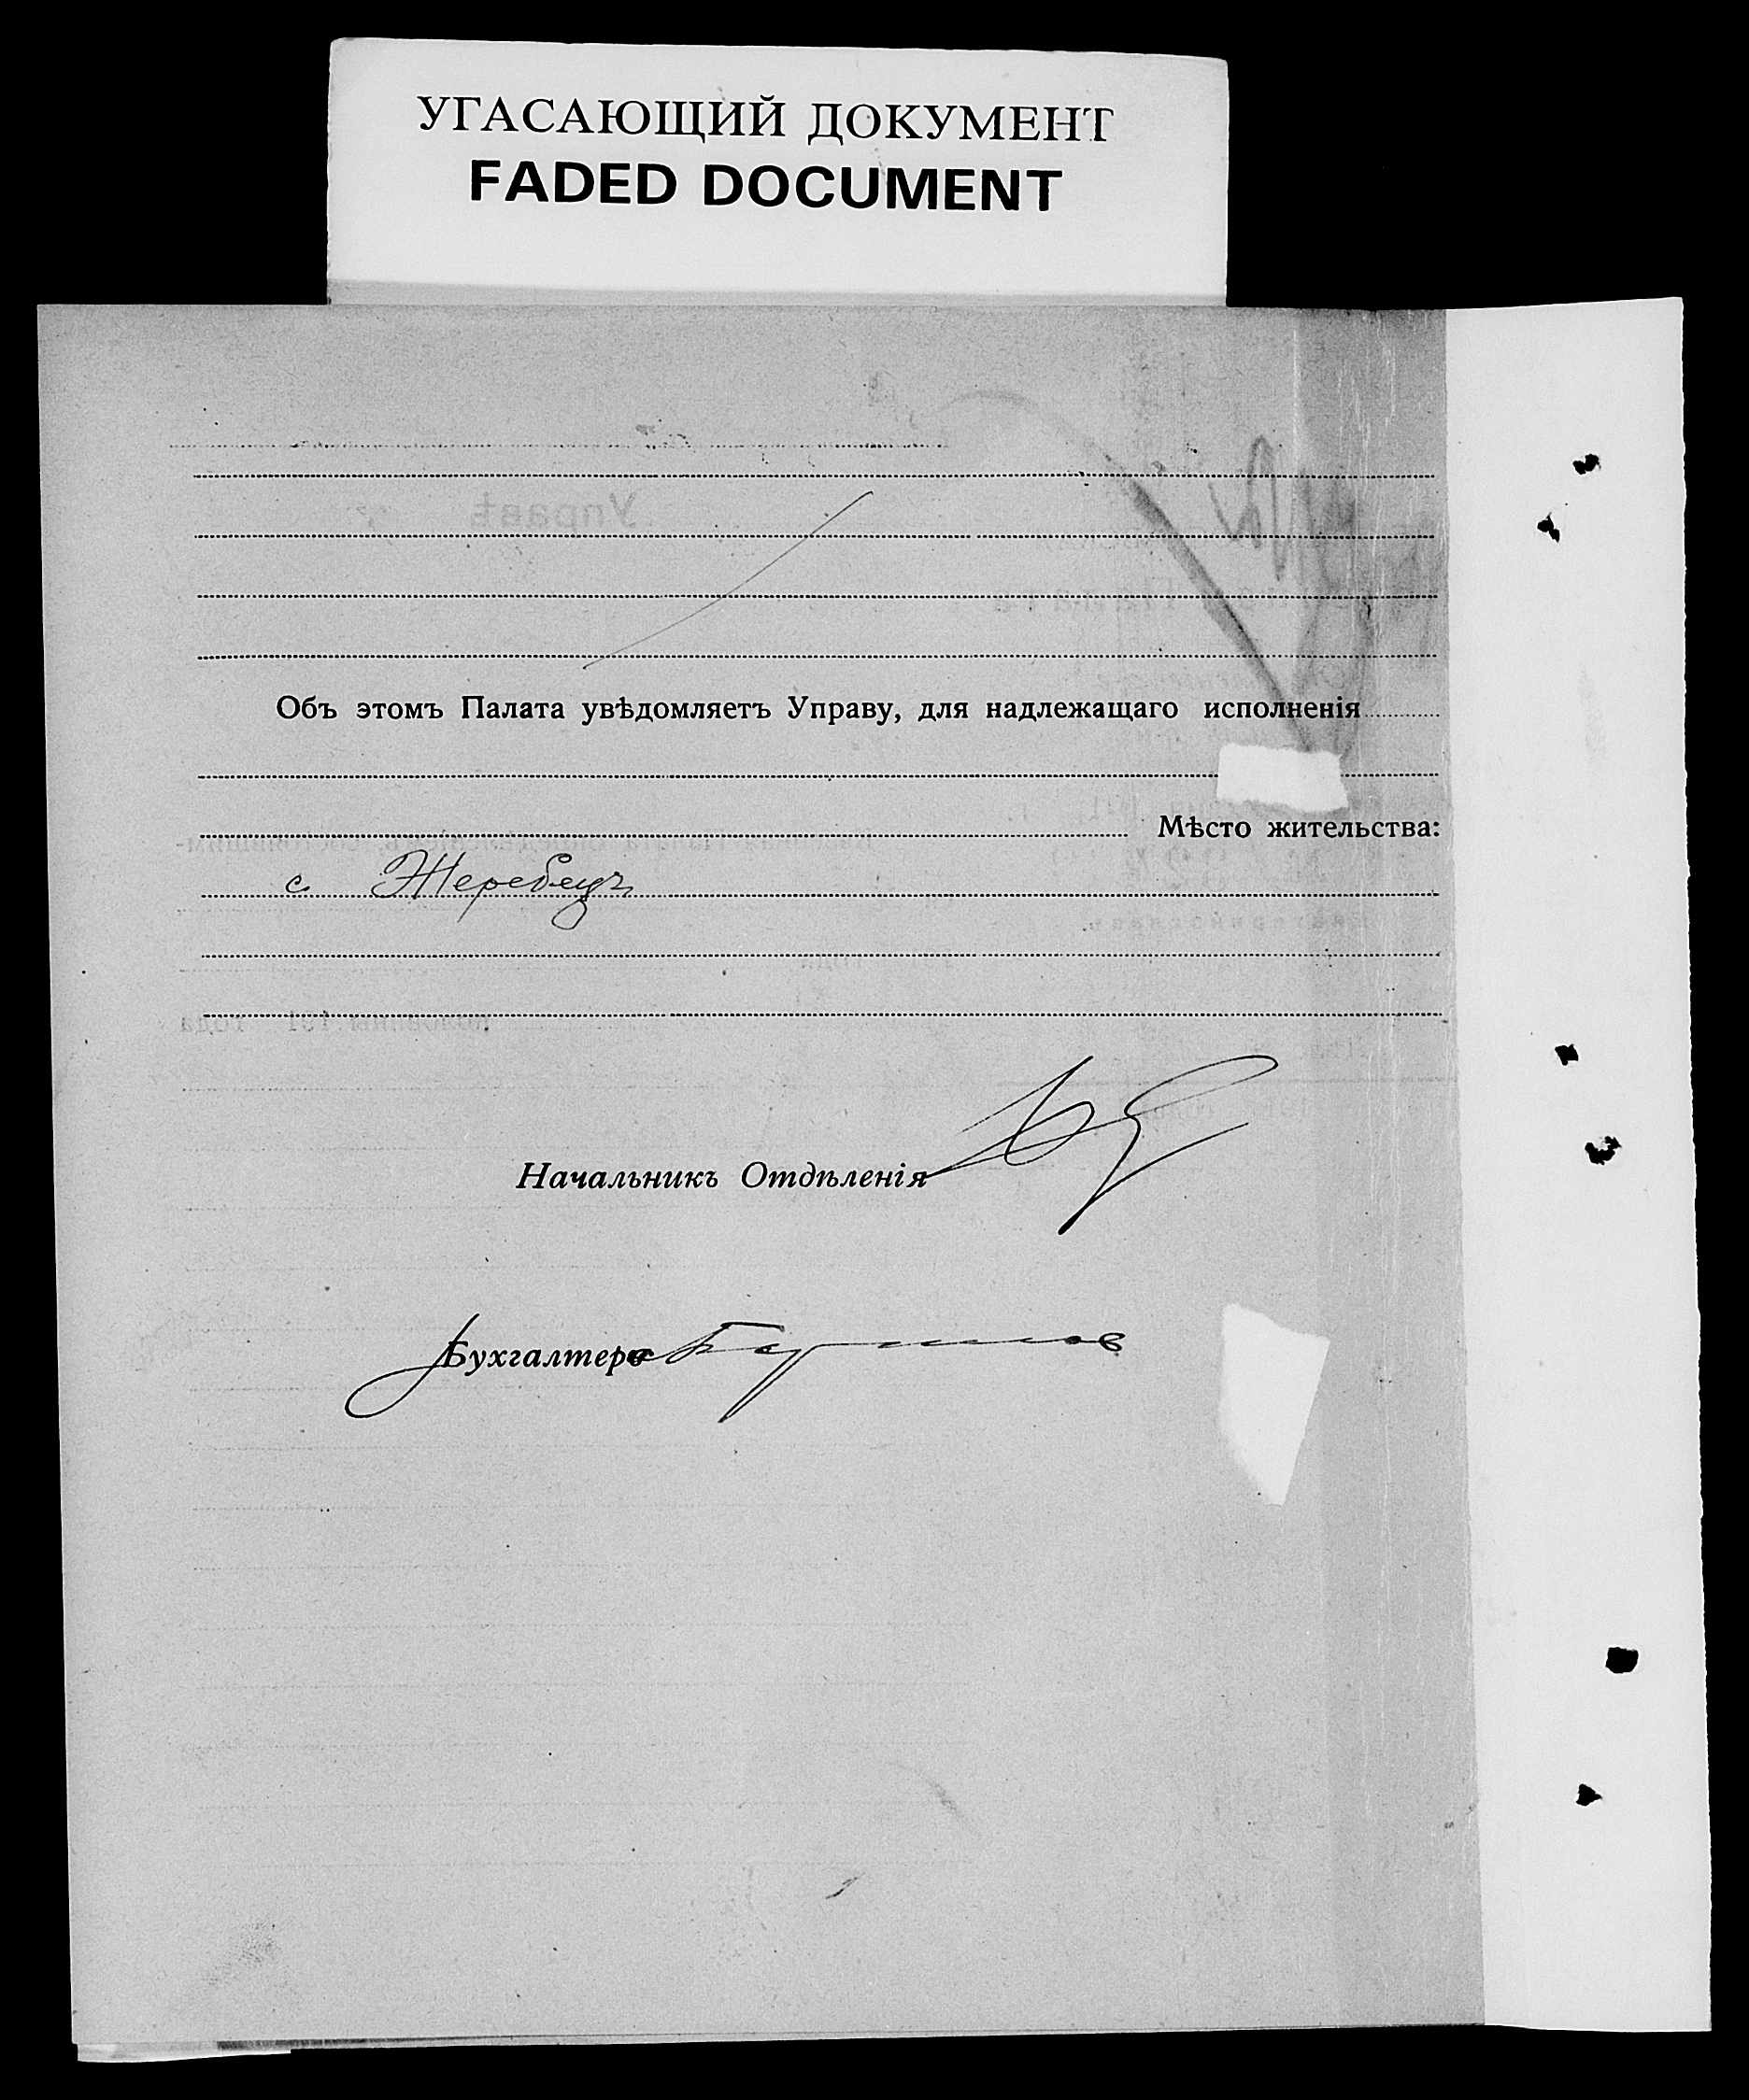 УГАСАЮЩИЙ ДОКУМЕНТ
FADED DOCUMENT
Объ этомъ Палата увѣдомляетъ Управу, для надлежащаго исполненія
Мѣсто жительства:
с. Жеребецъ
Начальникъ Отдѣленія
Бухгалтеръ